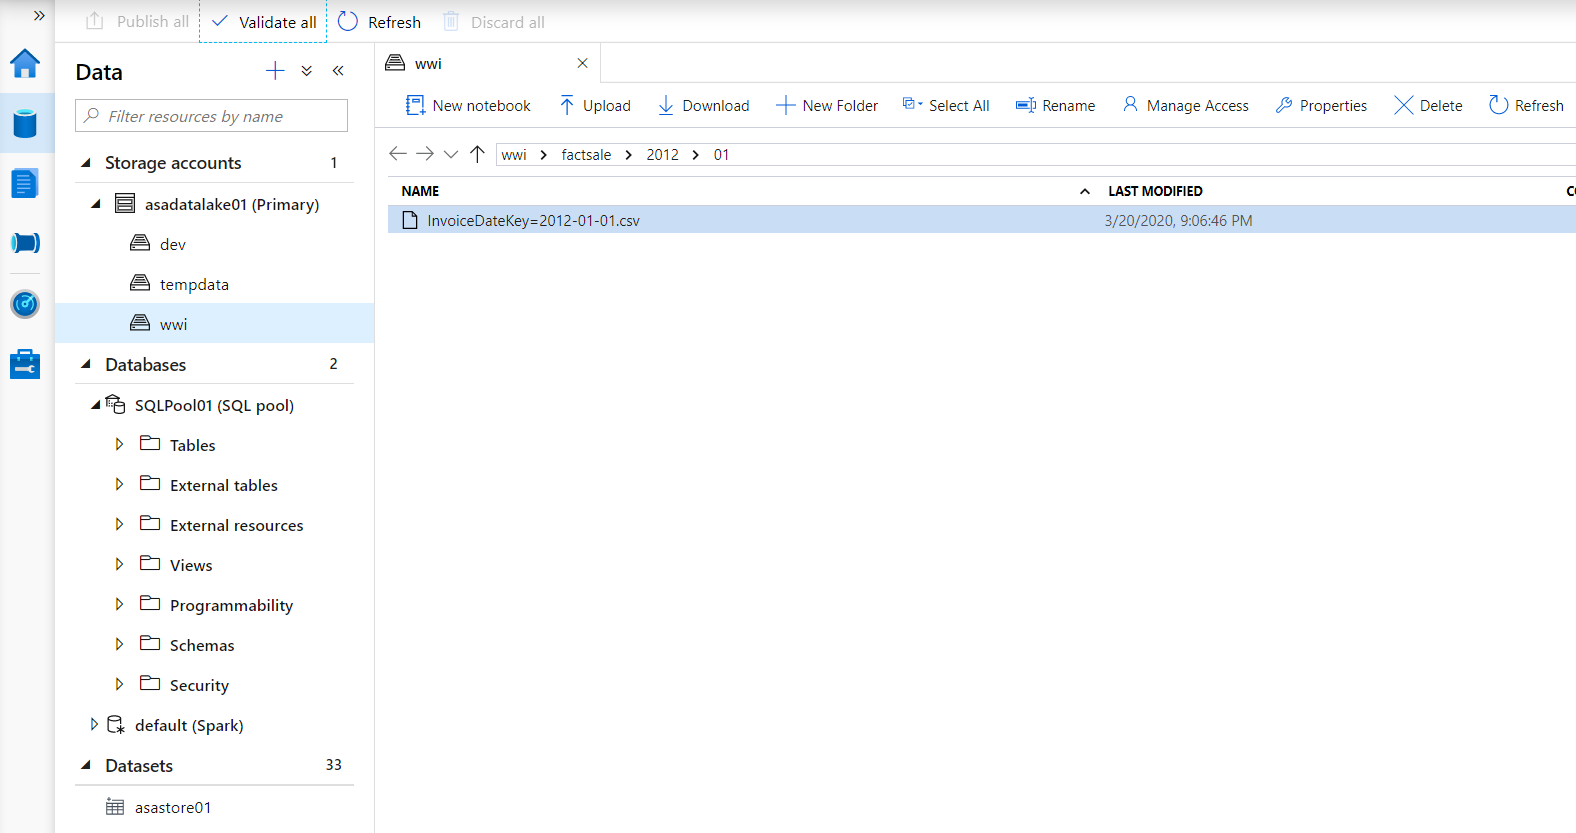 Publish all Validate all Refresh Discard all
Data
Filter resources by name
Storage accounts 1
asadatalake01 (Primary)
dev
tempdata
wwi
Databases 2
SQLPool01 (SQL pool)
Tables
External tables
External resources
Views
Programmability
Schemas
Security
default (Spark)
Datasets 33
asastore01
wwi
New notebook Upload Download New Folder Select All Rename Manage Access Properties Delete Refresh
wwi factsale 2012 01
NAME LAST MODIFIED
InvoiceDateKey=2012-01-01.csv 3/20/2020, 9:06:46 PM